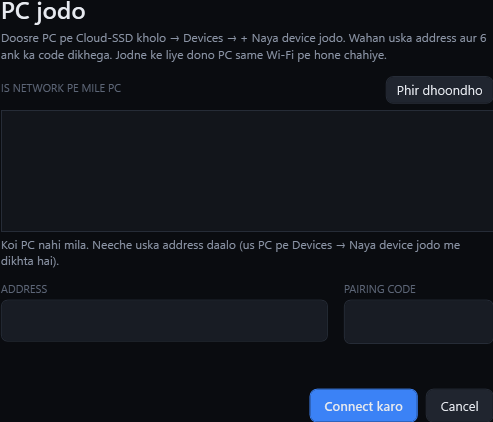 PC jodo
Doosre PC pe Cloud-SSD kholo → Devices → + Naya device jodo. Wahan uska address aur 6
ank ka code dikhega. Jodne ke liye dono PC same Wi-Fi pe hone chahiye.
IS NETWORK PE MILE PC
Phir dhoondho
Koi PC nahi mila. Neeche uska address daalo (us PC pe Devices → Naya device jodo me
dikhta hai).
ADDRESS
PAIRING CODE
Connect karo
Cancel